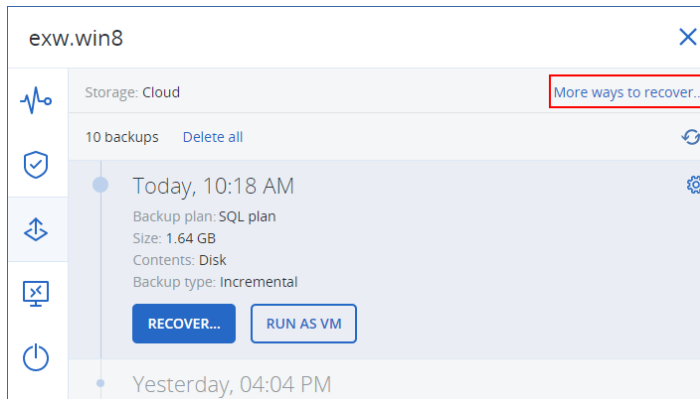 exw.win8
Storage: Cloud
More ways to recover...
10 backups Delete all
Today, 10:18 AM
Backup plan: SQL plan
Size: 1.64 GB
Contents: Disk
Backup type: Incremental
RECOVER... RUN AS VM
Yesterday, 04:04 PM